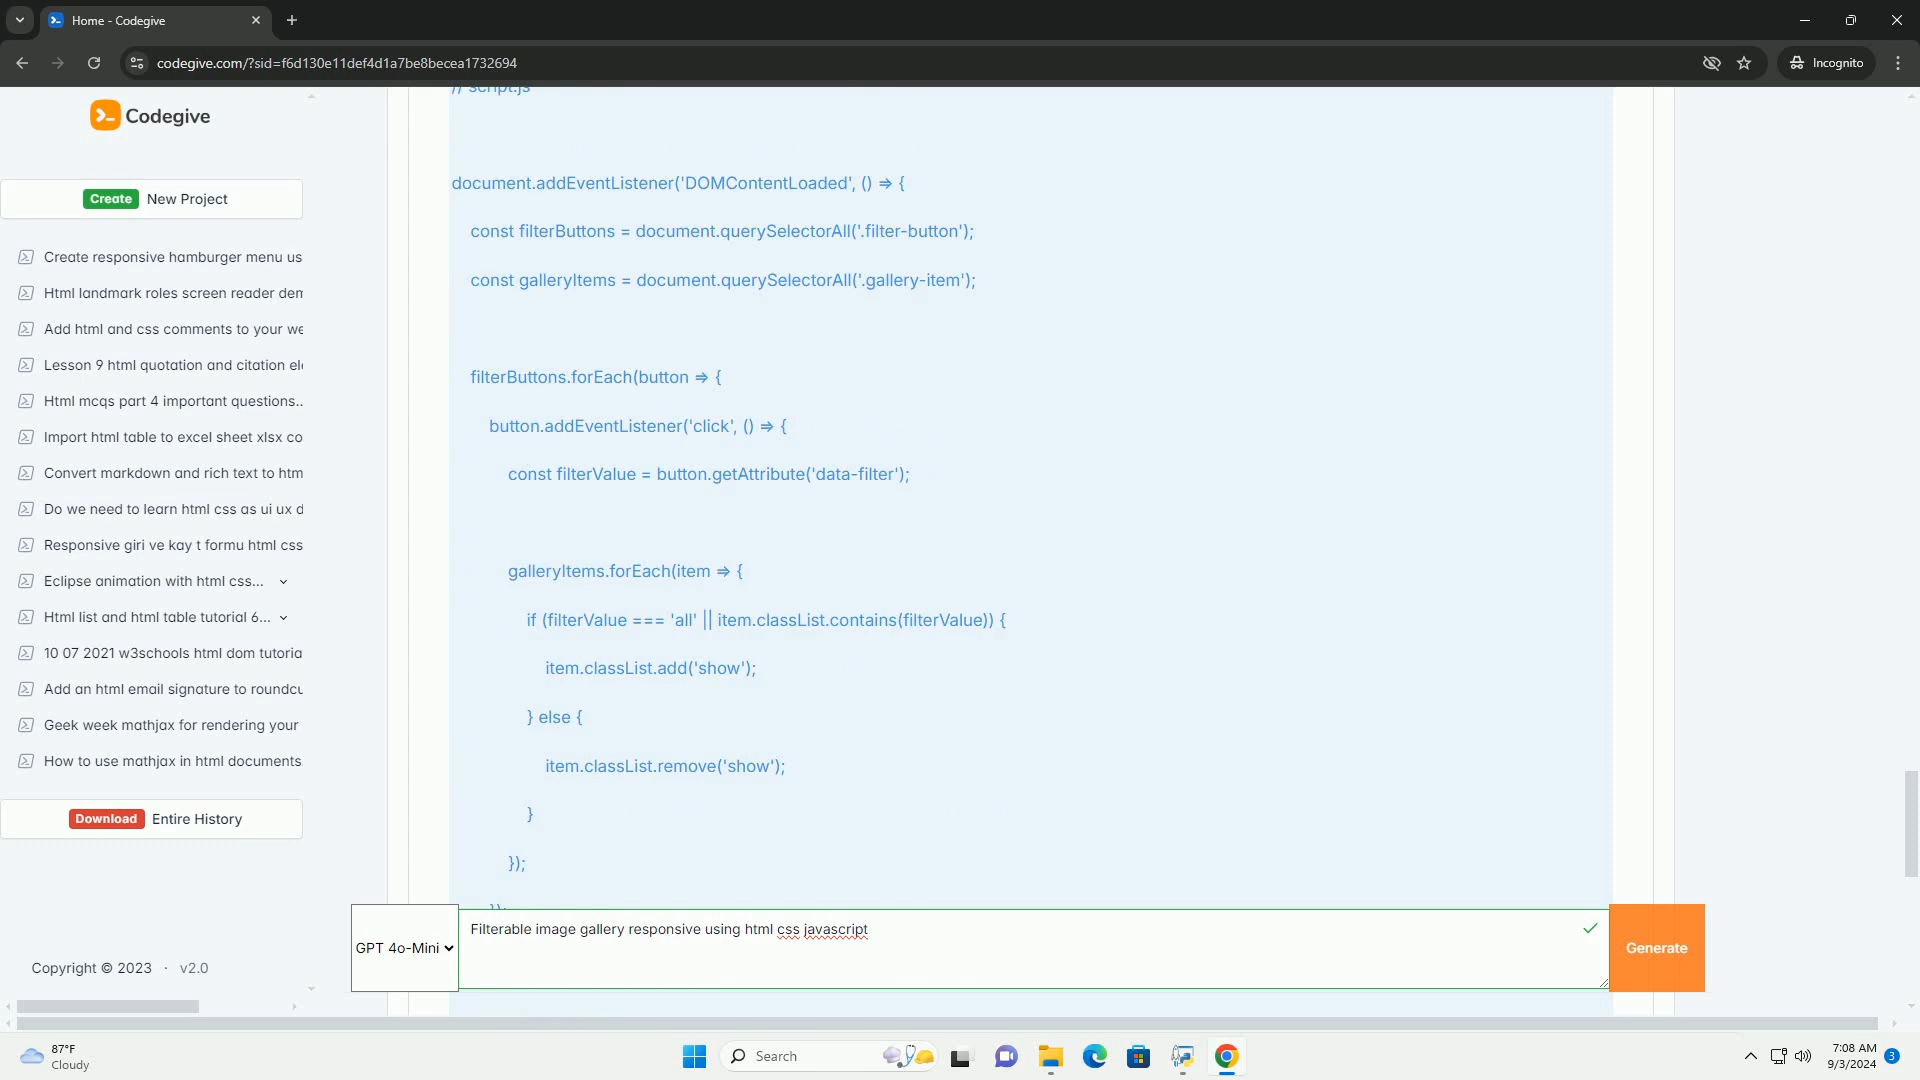 Home - Codegive
codegive.com/?sid=f6d130e11def4d1a7be8becea1732694
Incognito
Codegive
Create New Project
Create responsive hamburger menu us
Html landmark roles screen reader dem
Add html and css comments to your we
Lesson 9 html quotation and citation ele
Html mcqs part 4 important questions...
Import html table to excel sheet xlsx co
Convert markdown and rich text to htm
Do we need to learn html css as ui ux d
Responsive giri ve kay t formu html css
Eclipse animation with html css...
Html list and html table tutorial 6...
10 07 2021 w3schools html dom tutoria
Add an html email signature to roundcu
Geek week mathjax for rendering your
How to use mathjax in html documents
Download Entire History
Copyright © 2023 · v2.0
// script.js
document.addEventListener('DOMContentLoaded', () => {
const filterButtons = document.querySelectorAll('.filter-button');
const galleryItems = document.querySelectorAll('.gallery-item');
filterButtons.forEach(button => {
button.addEventListener('click', () => {
const filterValue = button.getAttribute('data-filter');
galleryItems.forEach(item => {
if (filterValue === 'all' || item.classList.contains(filterValue)) {
item.classList.add('show');
} else {
item.classList.remove('show');
}
});
});
GPT 4o-Mini
Filterable image gallery responsive using html css javascript
Generate
87°F
Cloudy
Search
7:08 AM
9/3/2024
3